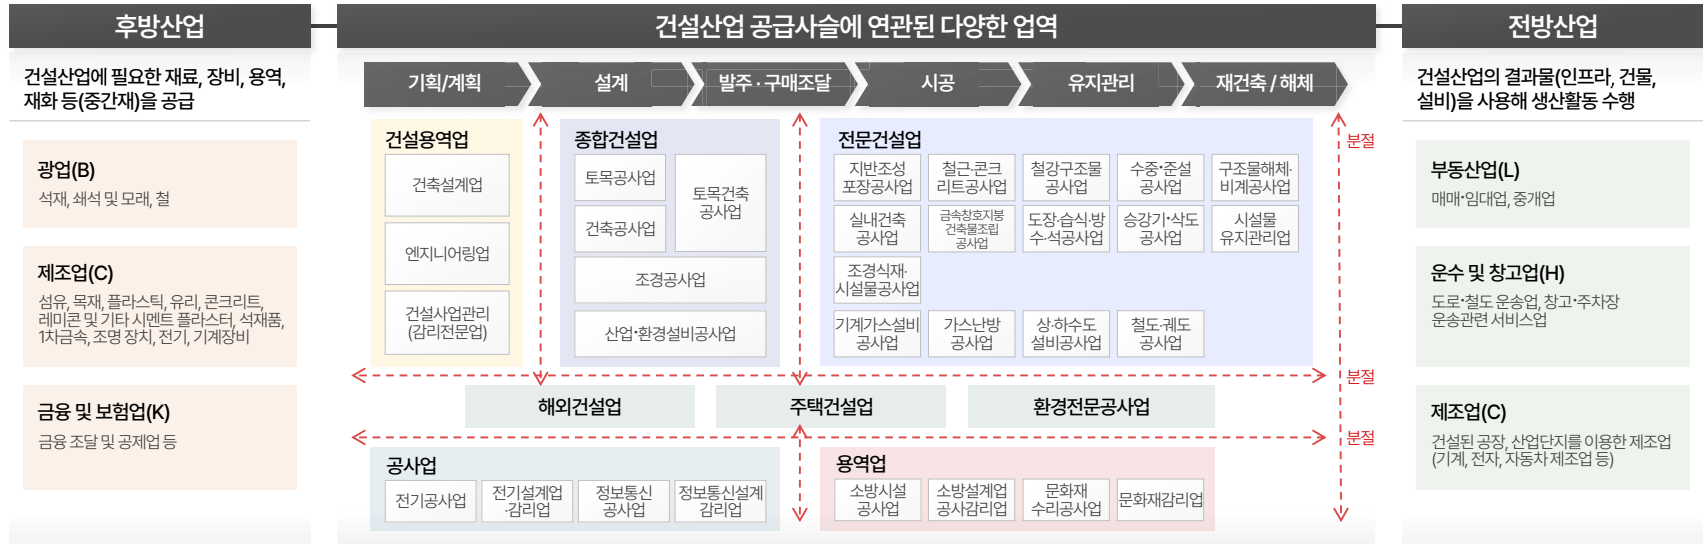 후방산업
건설산업에 필요한 재료, 장비, 용역,
재화 등(중간재)을 공급
광업(B)
석재, 쇄석 및 모래, 철
제조업(C)
섬유, 목재, 플라스틱, 유리, 콘크리트,
레미콘 및 기타 시멘트 플라스터, 석재품,
1차금속, 조명 장치, 전기, 기계장비
금융 및 보험업(K)
금융 조달 및 공제업 등
건설산업 공급사슬에 연관된 다양한 업역
기획/계획
설계
발주·구매조달
시공
유지관리
재건축 / 해체
건설용역업
건축설계업
엔지니어링업
건설사업관리
(감리전문업)
종합건설업
토목공사업
건축공사업
토목건축
공사업
조경공사업
산업·환경설비공사업
전문건설업
지반조성
포장공사업
철근·콘크
리트공사업
철강구조물
공사업
수중·준설
공사업
구조물해체·
비계공사업
실내건축
공사업
금속창호지붕
건축물조립
공사업
도장·습식·방
수·석공사업
승강기·삭도
공사업
시설물
유지관리업
조경식재·
시설물공사업
기계가스설비
공사업
가스난방
공사업
상·하수도
설비공사업
철도·궤도
공사업
분절
분절
해외건설업
주택건설업
환경전문공사업
분절
공사업
전기공사업
전기설계업
·감리업
정보통신
공사업
정보통신설계
감리업
용역업
소방시설
공사업
소방설계업
공사감리업
문화재
수리공사업
문화재감리업
전방산업
건설산업의 결과물(인프라, 건물,
설비)을 사용해 생산활동 수행
부동산업(L)
매매·임대업, 중개업
운수 및 창고업(H)
도로·철도 운송업, 창고·주차장
운송관련 서비스업
제조업(C)
건설된 공장, 산업단지를 이용한 제조업
(기계, 전자, 자동차 제조업 등)